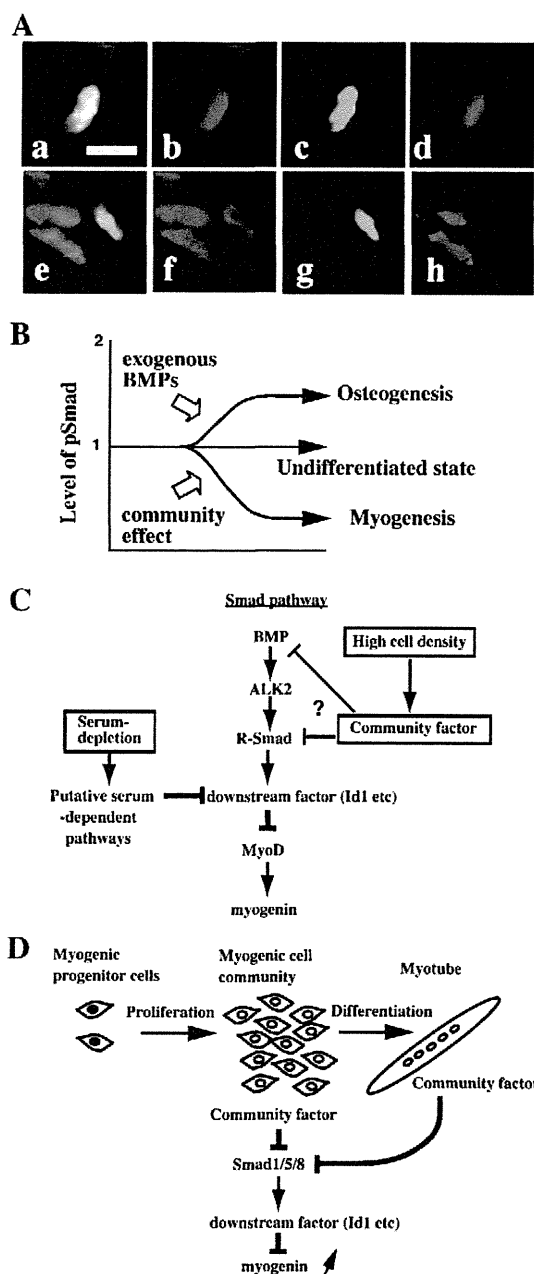 A
a b c d
e f g h
B
Level of pSmad
2
1
exogenous
BMPs
community
effect
Osteogenesis
Undifferentiated state
Myogenesis
C
Smad pathway
BMP
High cell density
ALK2
?
Community factor
R-Smad
Serum-
depletion
Putative serum
-dependent
pathways
downstream factor (Id1 etc)
MyoD
myogenin
D
Myogenic
progenitor cells
Myogenic cell
community
Myotube
Proliferation
Differentiation
Community factor
Community factor
Smad1/5/8
downstream factor (Id1 etc)
myogenin